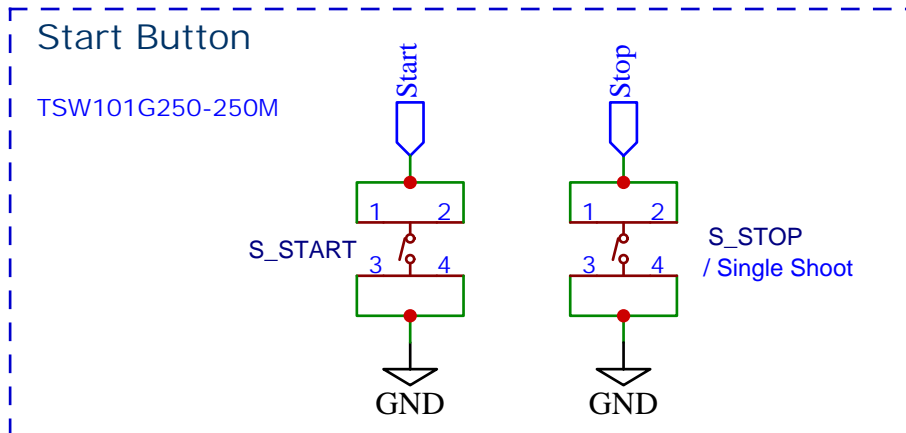 Start Button
TSW101G250-250M
Start
Stop
1 2
1 2
S_START
S_STOP
/ Single Shoot
3 4
3 4
GND
GND